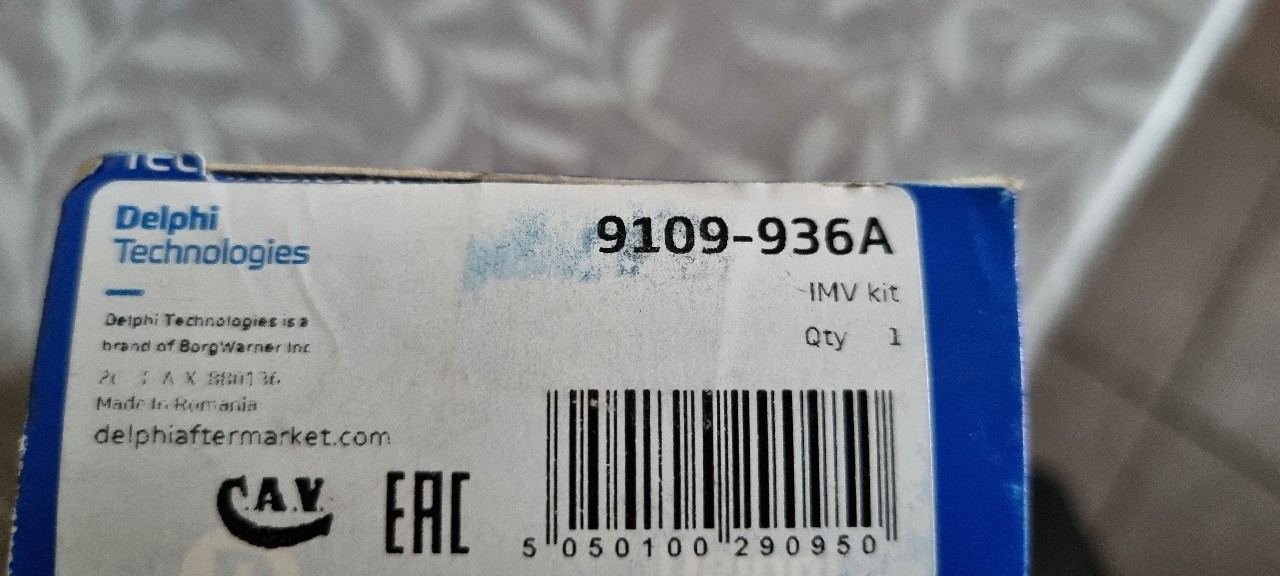 Delphi
Technologies
9109-936A
IMV kit
Qty 1
Delphi Technologies is a
brand of BorgWarner Inc
A X 880136
Made In Romania
delphiaftermarket.com
C.A.V.
EAC
5 050100 290950